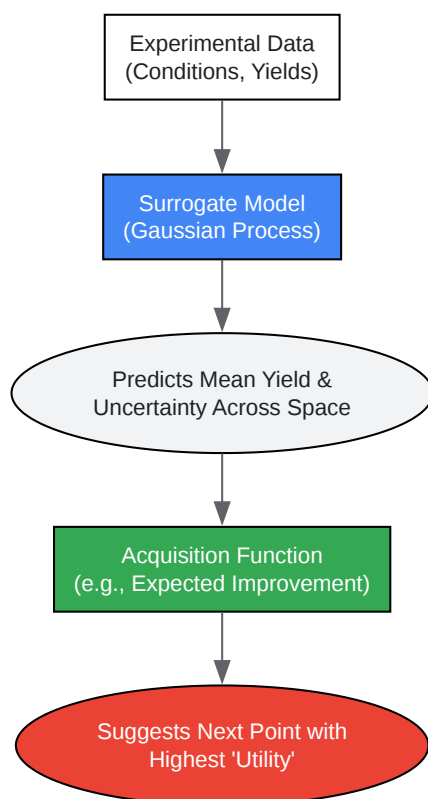 Experimental Data
(Conditions, Yields)
Surrogate Model
(Gaussian Process)
Predicts Mean Yield &
Uncertainty Across Space
Acquisition Function
(e.g., Expected Improvement)
Suggests Next Point with
Highest 'Utility'